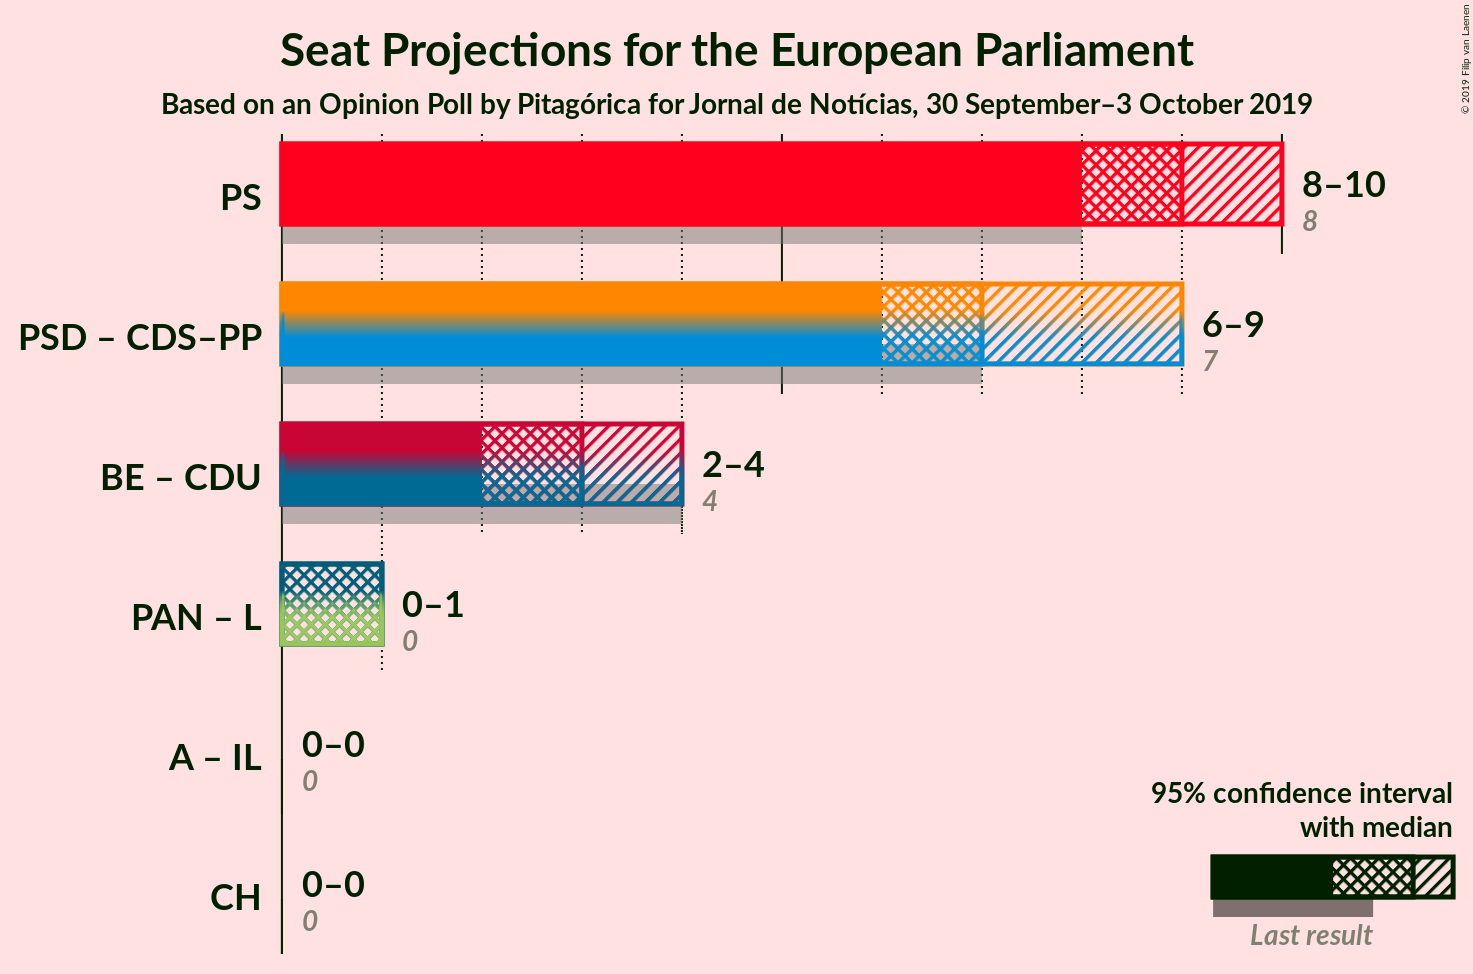 Seat Projections for the European Parliament
Based on an Opinion Poll by Pitagórica for Jornal de Notícias, 30 September–3 October 2019
© 2019 Filip van Laenen
PS
8–10
8
PSD – CDS–PP
6–9
7
BE – CDU
2–4
4
PAN – L
0–1
0
A – IL
0–0
0
CH
0–0
0
95% confidence interval
with median
Last result